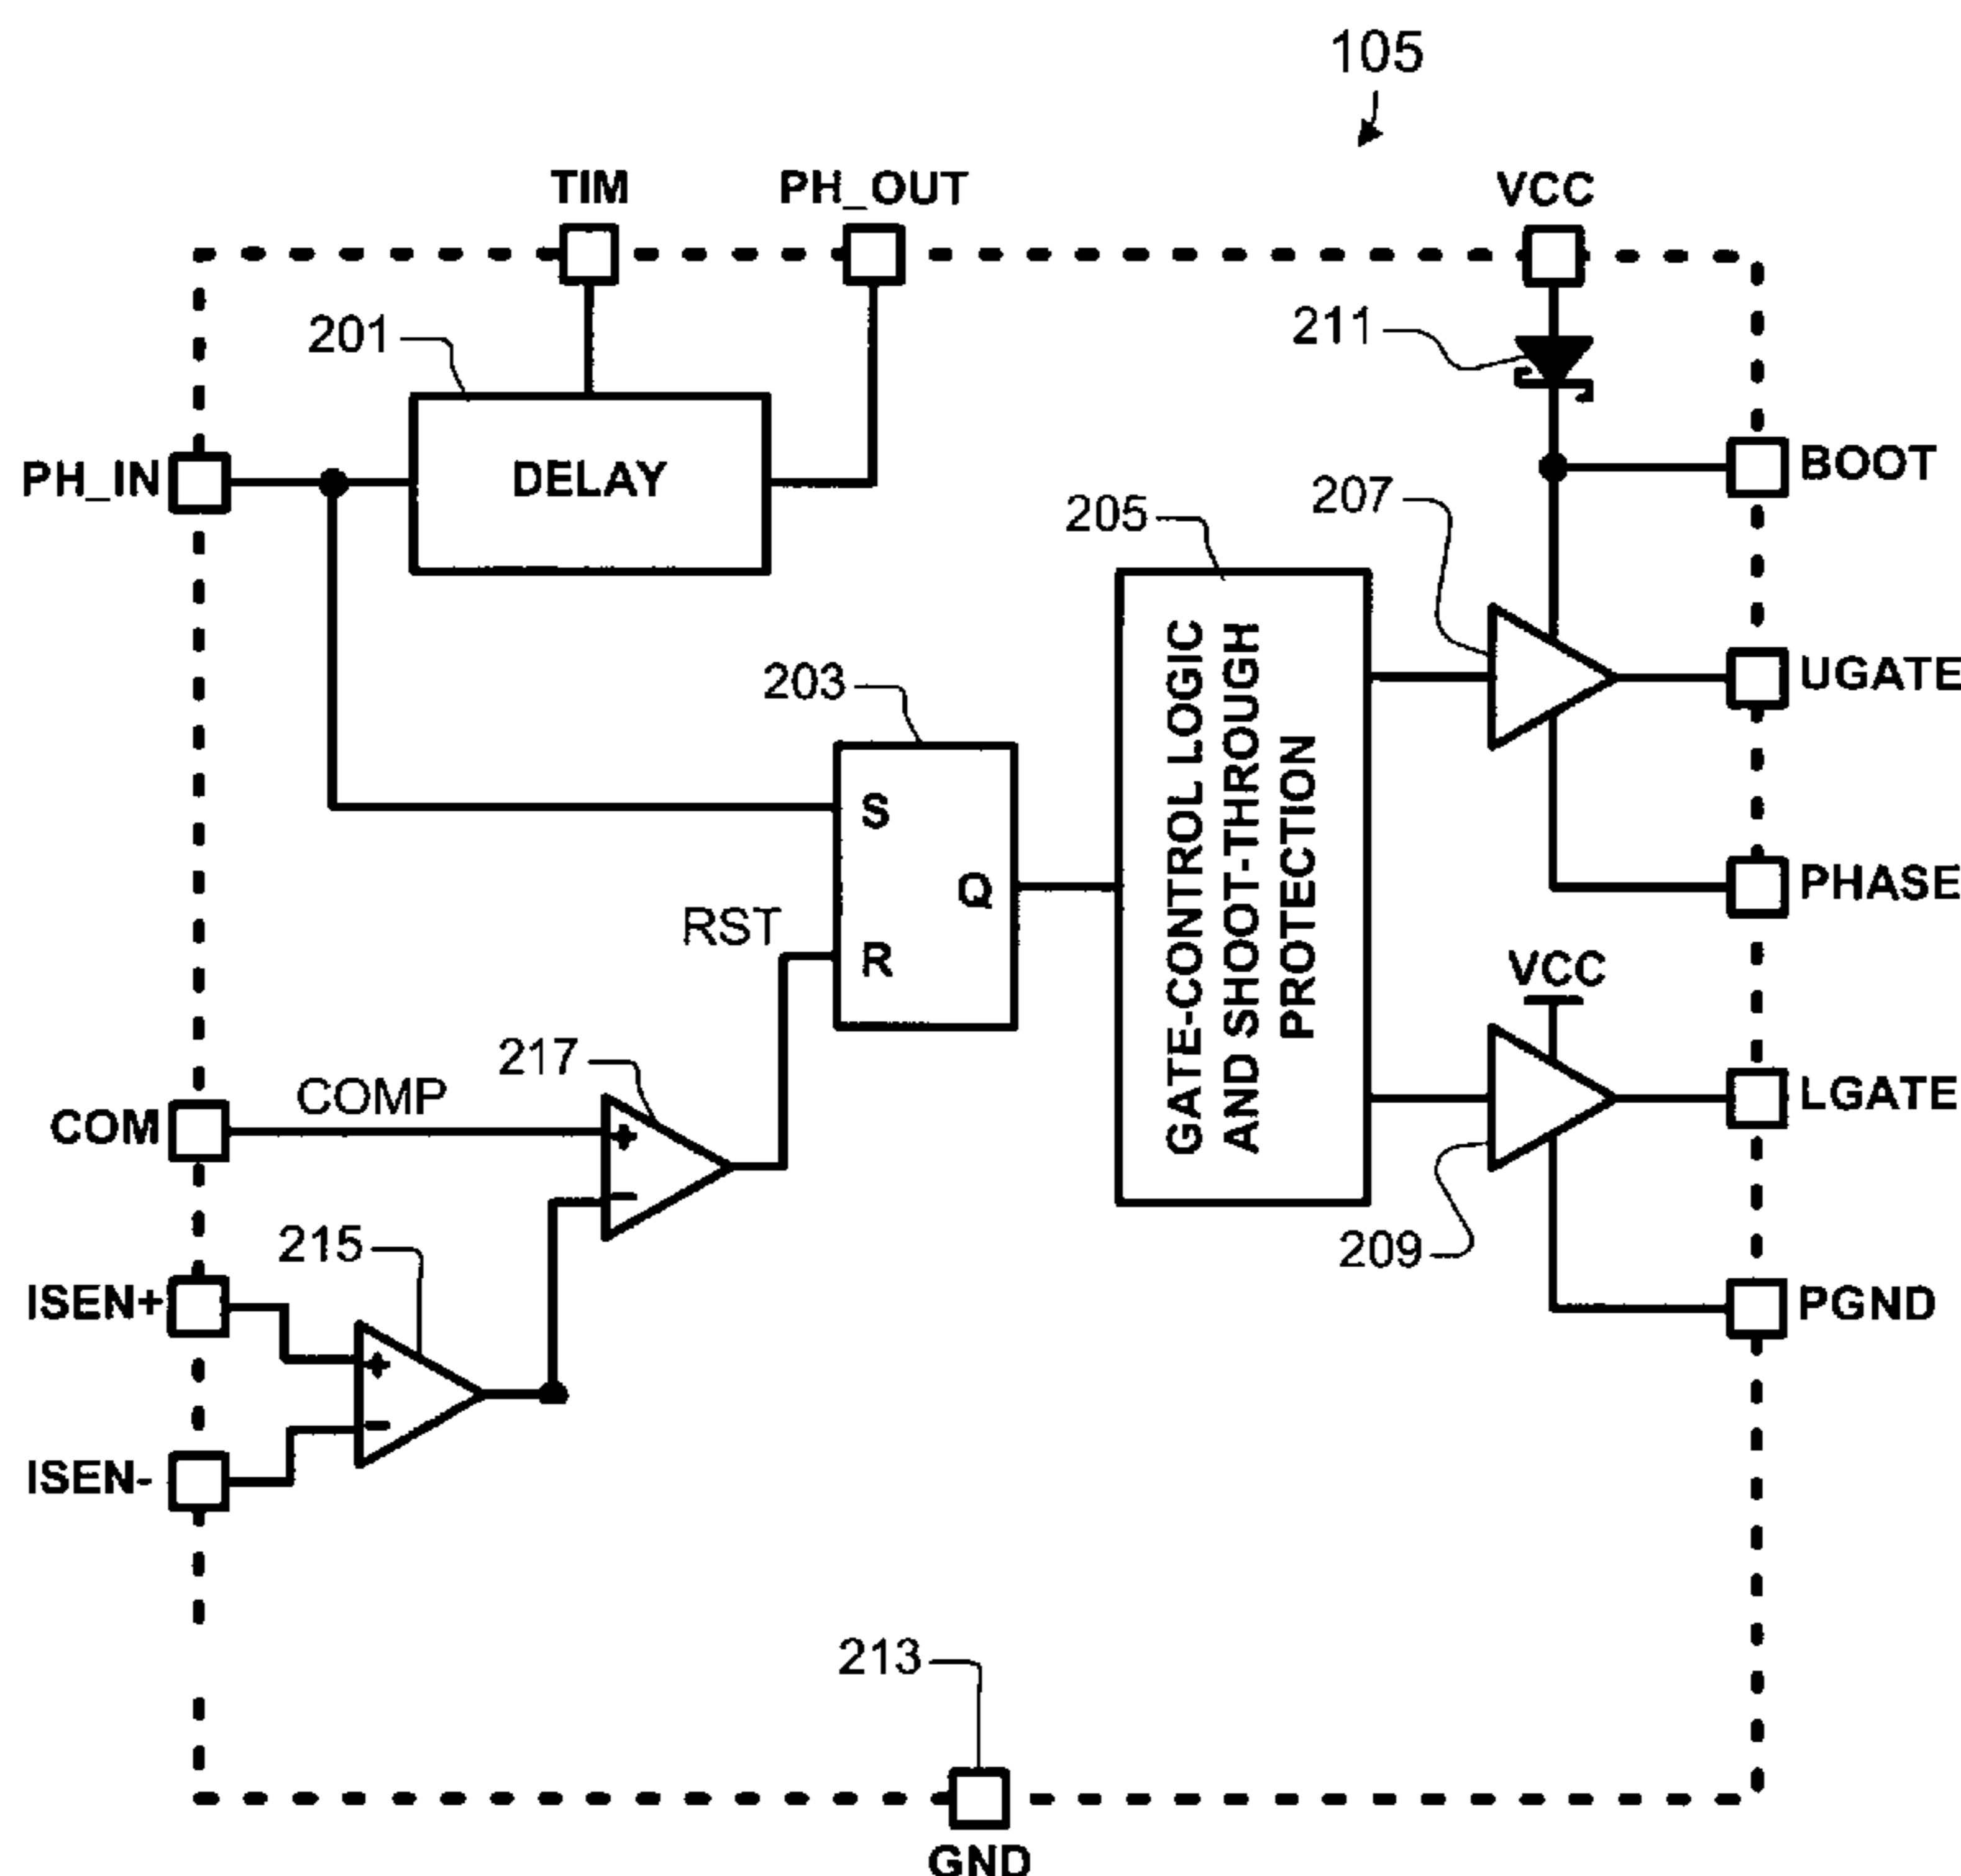 105
TIM
PH_OUT
VCC
201
211
PH_IN
DELAY
BOOT
205
207
GATE-CONTROL LOGIC
AND SHOOT-THROUGH
PROTECTION
UGATE
203
S
Q
R
RST
PHASE
VCC
217
COMP
COM
+
−
LGATE
215
209
ISEN+
PGND
+
−
ISEN-
213
GND